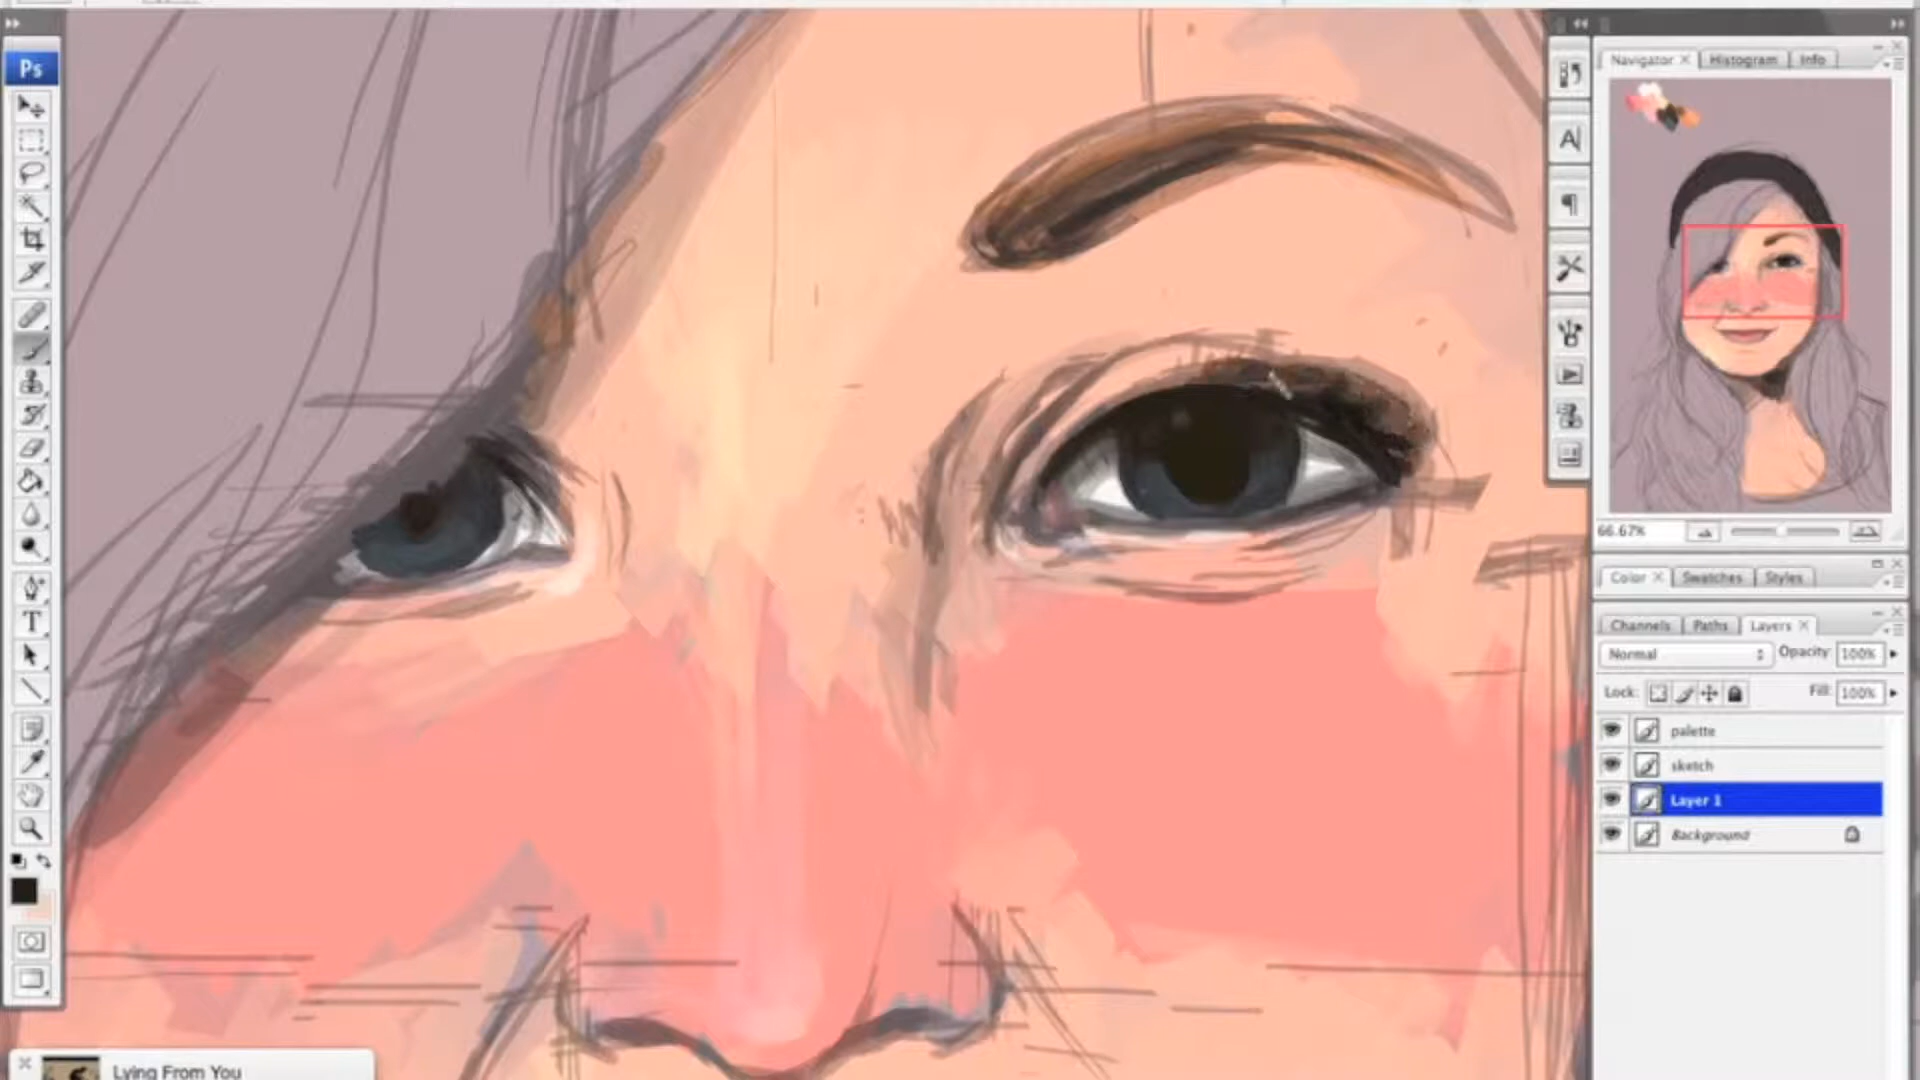 Ps
Navigator
Histogram
Info
A
¶
66.67%
Color
Swatches
Styles
Channels
Paths
Layers
Normal
Opacity: 100%
Lock:
Fill: 100%
palette
sketch
Layer 1
Background
T
Lying From You